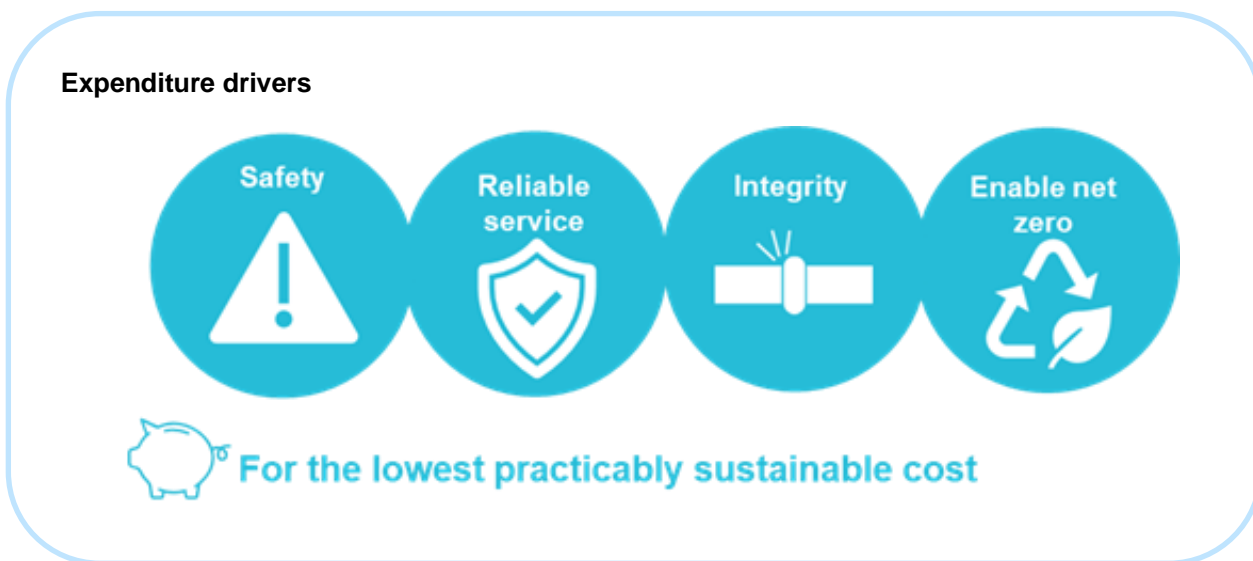 Expenditure drivers
Safety
Reliable
service
Integrity
Enable net
zero
For the lowest practicably sustainable cost